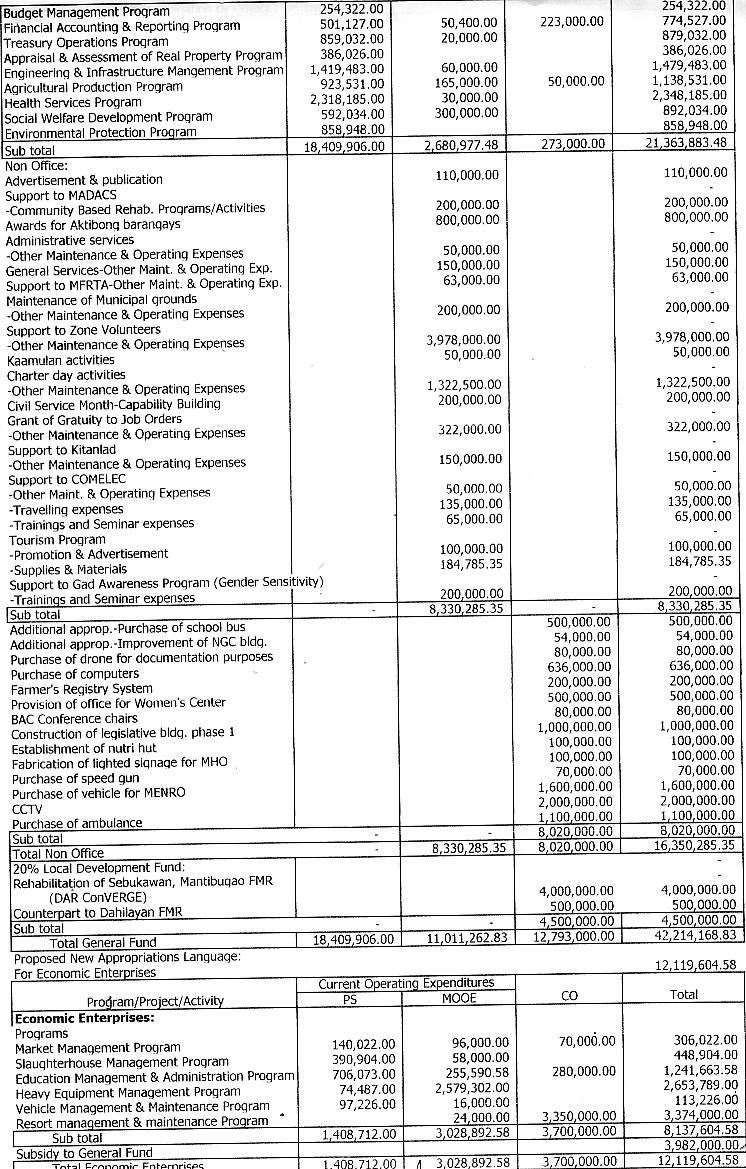 Budget Management Program 254,322.00 254,322.00
Financial Accounting & Reporting Program 501,127.00 50,400.00 223,000.00 774,527.00
Treasury Operations Program 859,032.00 20,000.00 879,032.00
Appraisal & Assessment of Real Property Program 386,026.00 386,026.00
Engineering & Infrastructure Mangement Program 1,419,483.00 60,000.00 1,479,483.00
Agricultural Production Program 923,531.00 165,000.00 50,000.00 1,138,531.00
Health Services Program 2,318,185.00 30,000.00 2,348,185.00
Social Welfare Development Program 592,034.00 300,000.00 892,034.00
Environmental Protection Program 858,948.00 858,948.00
Sub total 18,409,906.00 2,680,977.48 273,000.00 21,363,883.48
Non Office:
Advertisement & publication 110,000.00 110,000.00
Support to MADACS -
-Community Based Rehab. Programs/Activities 200,000.00 200,000.00
Awards for Aktibong barangays 800,000.00 800,000.00
Administrative services -
-Other Maintenance & Operating Expenses 50,000.00 50,000.00
General Services-Other Maint. & Operating Exp. 150,000.00 150,000.00
Support to MFRTA-Other Maint. & Operating Exp. 63,000.00 63,000.00
Maintenance of Municipal grounds -
-Other Maintenance & Operating Expenses 200,000.00 200,000.00
Support to Zone Volunteers -
-Other Maintenance & Operating Expenses 3,978,000.00 3,978,000.00
Kaamulan activities 50,000.00 50,000.00
Charter day activities -
-Other Maintenance & Operating Expenses 1,322,500.00 1,322,500.00
Civil Service Month-Capability Building 200,000.00 200,000.00
Grant of Gratuity to Job Orders -
-Other Maintenance & Operating Expenses 322,000.00 322,000.00
Support to Kitanlad -
-Other Maintenance & Operating Expenses 150,000.00 150,000.00
Support to COMELEC -
-Other Maint. & Operating Expenses 50,000.00 50,000.00
-Travelling expenses 135,000.00 135,000.00
-Trainings and Seminar expenses 65,000.00 65,000.00
Tourism Program -
-Promotion & Advertisement 100,000.00 100,000.00
-Supplies & Materials 184,785.35 184,785.35
Support to Gad Awareness Program (Gender Sensitivity) -
-Trainings and Seminar expenses 200,000.00 200,000.00
Sub total - 8,330,285.35 - 8,330,285.35
Additional approp.-Purchase of school bus 500,000.00 500,000.00
Additional approp.-Improvement of NGC bldg. 54,000.00 54,000.00
Purchase of drone for documentation purposes 80,000.00 80,000.00
Purchase of computers 636,000.00 636,000.00
Farmer's Registry System 200,000.00 200,000.00
Provision of office for Women's Center 500,000.00 500,000.00
BAC Conference chairs 80,000.00 80,000.00
Construction of legislative bldg. phase 1 1,000,000.00 1,000,000.00
Establishment of nutri hut 100,000.00 100,000.00
Fabrication of lighted signage for MHO 100,000.00 100,000.00
Purchase of speed gun 70,000.00 70,000.00
Purchase of vehicle for MENRO 1,600,000.00 1,600,000.00
CCTV 2,000,000.00 2,000,000.00
Purchase of ambulance 1,100,000.00 1,100,000.00
Sub total - - 8,020,000.00 8,020,000.00
Total Non Office 8,330,285.35 8,020,000.00 16,350,285.35
20% Local Development Fund: -
Rehabilitation of Sebukawan, Mantibugao FMR -
(DAR ConVERGE) 4,000,000.00 4,000,000.00
Counterpart to Dahilayan FMR 500,000.00 500,000.00
Sub total - - 4,500,000.00 4,500,000.00
Total General Fund 18,409,906.00 11,011,262.83 12,793,000.00 42,214,168.83
Proposed New Appropriations Language:
For Economic Enterprises 12,119,604.58
Current Operating Expenditures
Program/Project/Activity PS MOOE CO Total
Economic Enterprises:
Programs
Market Management Program 140,022.00 96,000.00 70,000.00 306,022.00
Slaughterhouse Management Program 390,904.00 58,000.00 448,904.00
Education Management & Administration Program 706,073.00 255,590.58 280,000.00 1,241,663.58
Heavy Equipment Management Program 74,487.00 2,579,302.00 2,653,789.00
Vehicle Management & Maintenance Program 97,226.00 16,000.00 113,226.00
Resort management & maintenance Program 24,000.00 3,350,000.00 3,374,000.00
Sub total 1,408,712.00 3,028,892.58 3,700,000.00 8,137,604.58
Subsidy to General Fund 3,982,000.00
Total Economic Enterprises 1,408,712.00 3,028,892.58 3,700,000.00 12,119,604.58